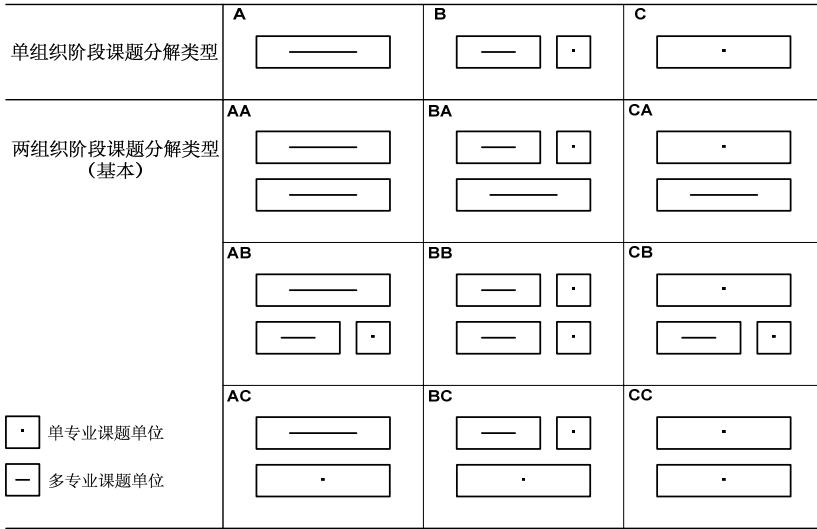 A
B
C
单组织阶段课题分解类型
AA
BA
CA
两组织阶段课题分解类型
（基本）
AB
BB
CB
AC
BC
CC
单专业课题单位
多专业课题单位